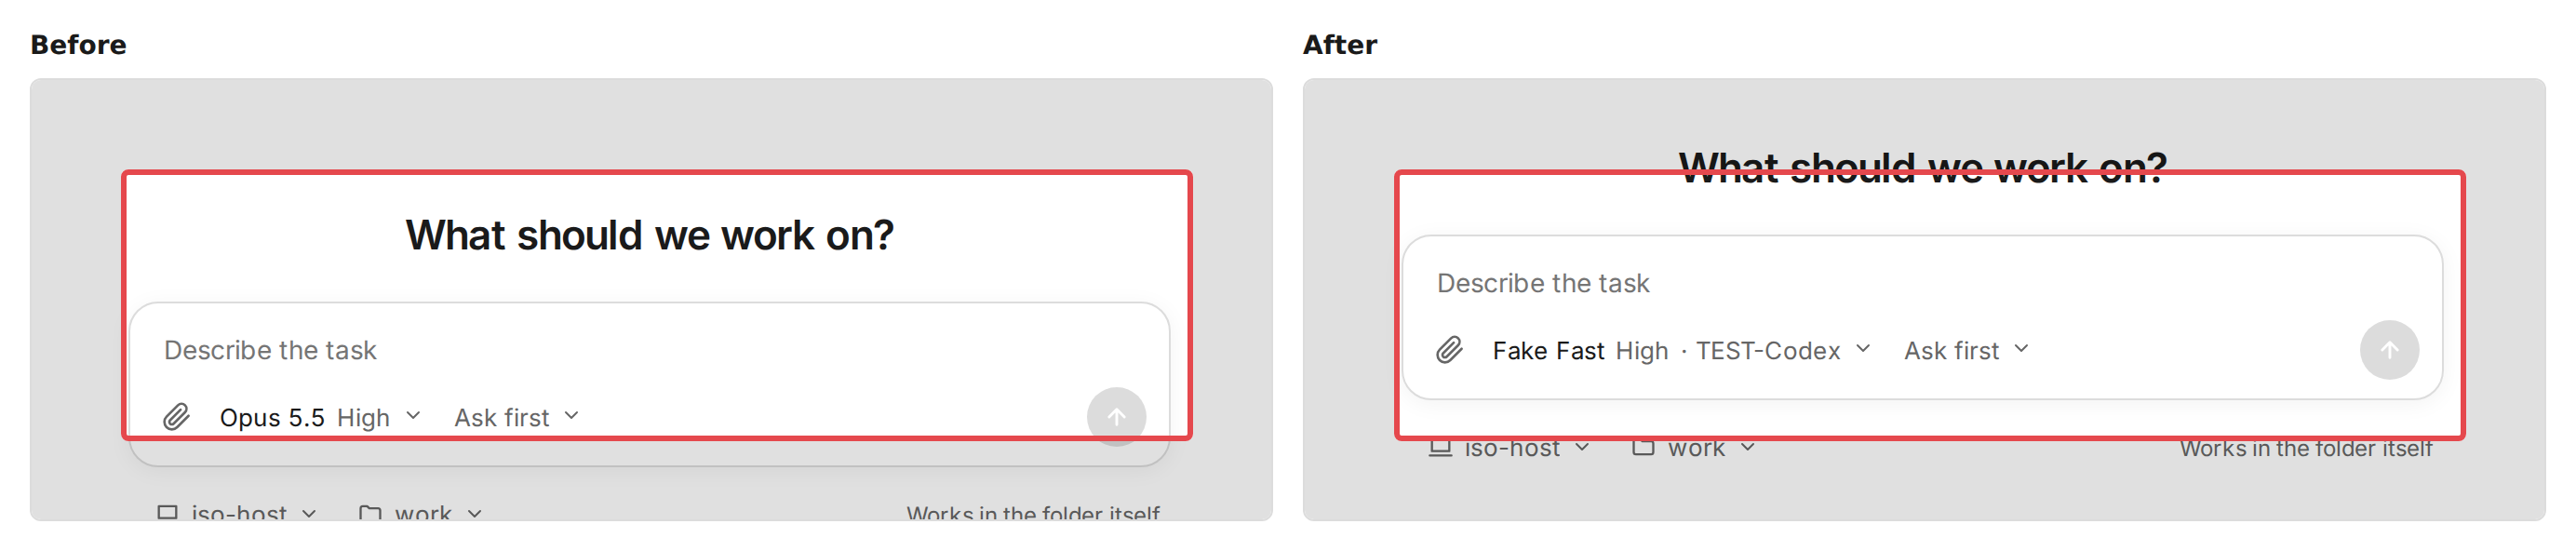 Before
What should we work on?
Describe the task
Opus 5.5 High Ask first
iso-host work Works in the folder itself
After
What should we work on?
Describe the task
Fake Fast High · TEST-Codex Ask first
iso-host work Works in the folder itself